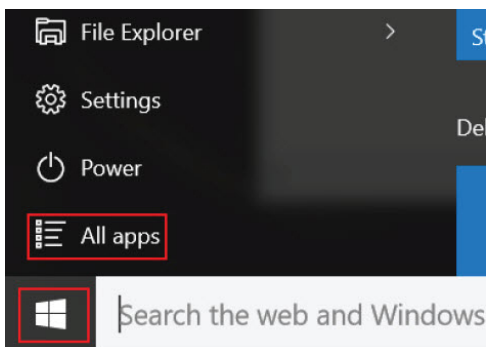 File Explorer
St
Settings
Del
Power
All apps
Search the web and Windows